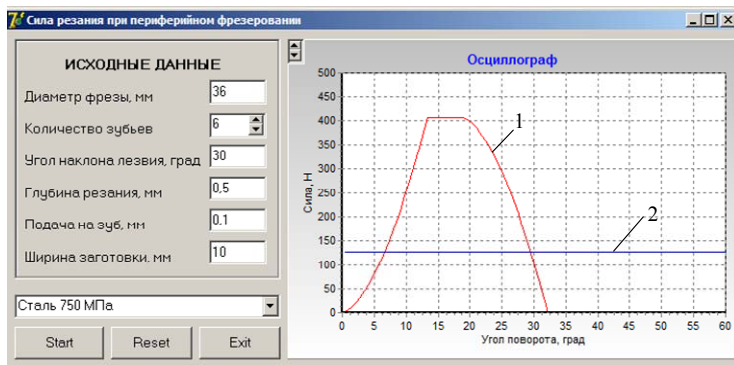 Сила резания при периферийном фрезеровании
ИСХОДНЫЕ ДАННЫЕ
Диаметр фрезы, мм 36
Количество зубьев 6
Угол наклона лезвия, град 30
Глубина резания, мм 0,5
Подача на зуб, мм 0.1
Ширина заготовки. мм 10
Сталь 750 МПа
Start Reset Exit
Осциллограф
Сила, Н
500
450
400
350
300
250
200
150
100
50
0
1
2
0 5 10 15 20 25 30 35 40 45 50 55 60
Угол поворота, град